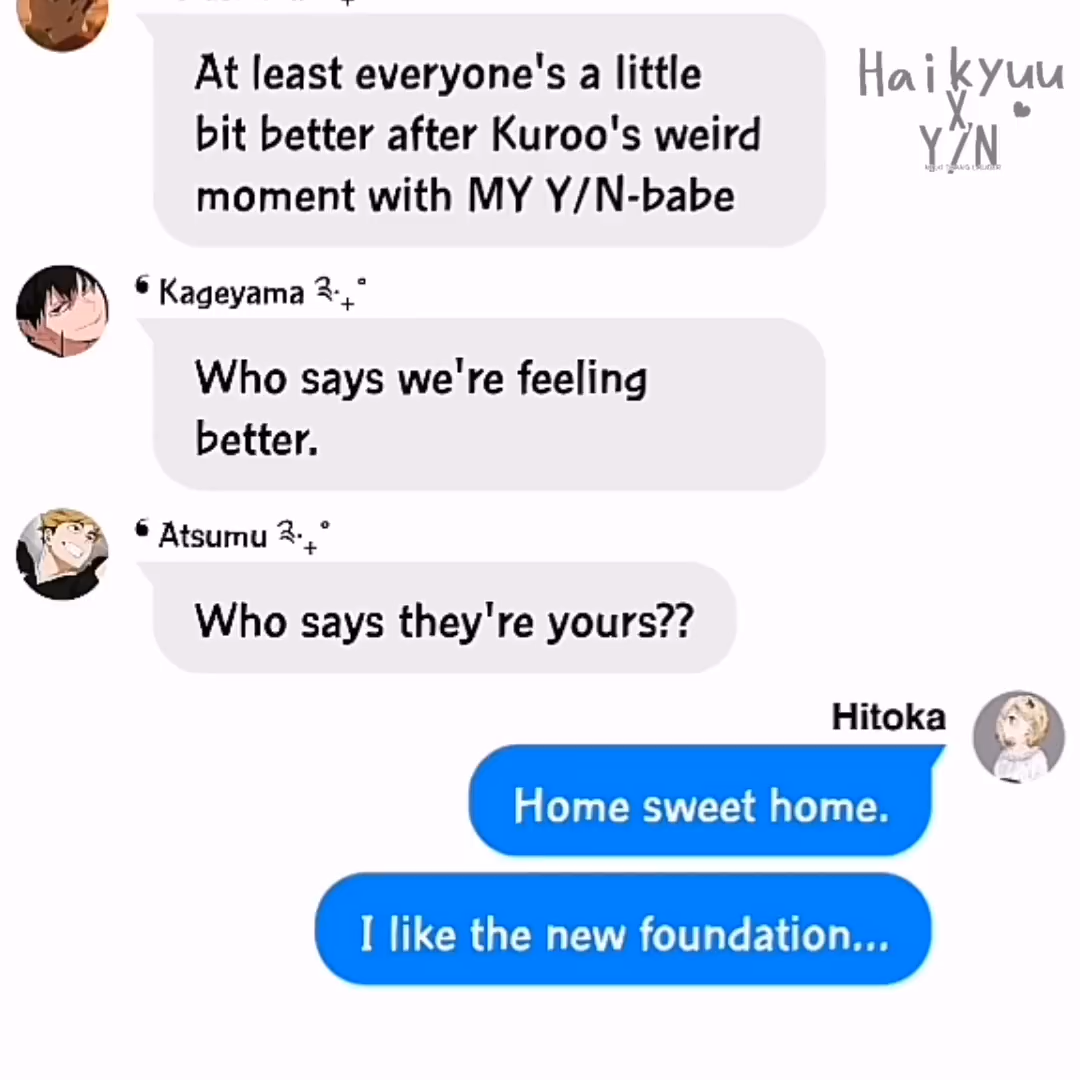 At least everyone's a little
bit better after Kuroo's weird
moment with MY Y/N-babe
Haikyuu
X
Y/N
❛ Kageyama ༉‧₊˚
Who says we're feeling
better.
❛ Atsumu ༉‧₊˚
Who says they're yours??
Hitoka
Home sweet home.
I like the new foundation...